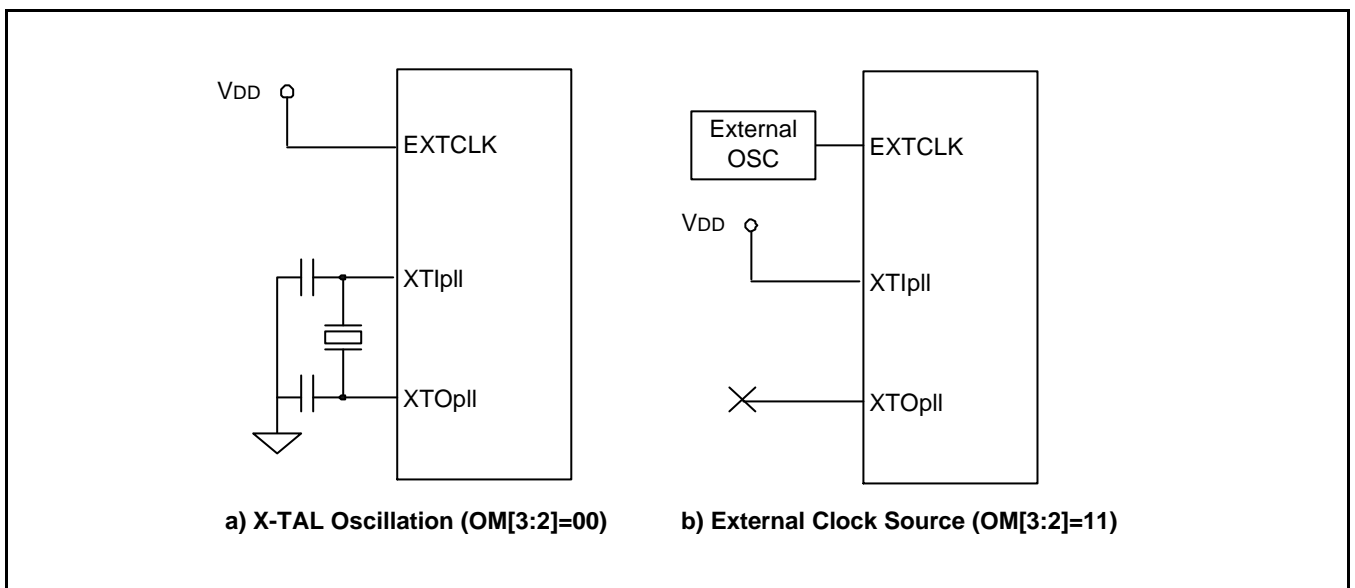 VDD
EXTCLK
XTIpll
XTOpll
a) X-TAL Oscillation (OM[3:2]=00)
External
OSC
EXTCLK
VDD
XTIpll
XTOpll
b) External Clock Source (OM[3:2]=11)